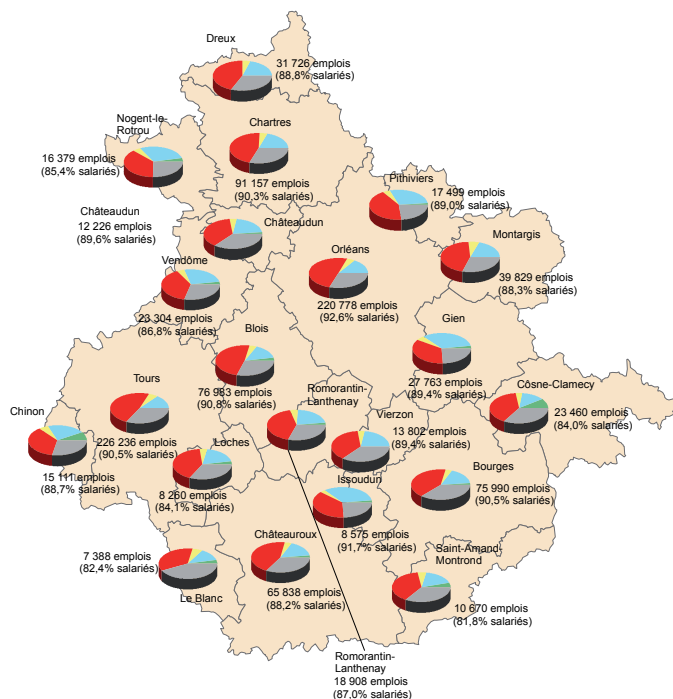 Dreux
31 726 emplois
(88,8% salariés)
Nogent-le-
Rotrou
16 379 emplois
(85,4% salariés)
Chartres
91 157 emplois
(90,3% salariés)
Pithiviers
17 499 emplois
(89,0% salariés)
Châteaudun
12 226 emplois
(89,6% salariés)
Châteaudun
Orléans
220 778 emplois
(92,6% salariés)
Montargis
39 829 emplois
(88,3% salariés)
Vendôme
23 304 emplois
(86,8% salariés)
Blois
76 983 emplois
(90,8% salariés)
Gien
27 763 emplois
(89,4% salariés)
Côsne-Clamecy
23 460 emplois
(84,0% salariés)
Tours
226 236 emplois
(90,5% salariés)
Romorantin-
Lanthenay
Vierzon
13 802 emplois
(89,4% salariés)
Chinon
15 111 emplois
(88,7% salariés)
Loches
8 260 emplois
(84,1% salariés)
Issoudun
8 575 emplois
(91,7% salariés)
Bourges
75 990 emplois
(90,5% salariés)
7 388 emplois
(82,4% salariés)
Le Blanc
Châteauroux
65 838 emplois
(88,2% salariés)
Saint-Amand-
Montrond
10 670 emplois
(81,8% salariés)
Romorantin-
Lanthenay
18 908 emplois
(87,0% salariés)